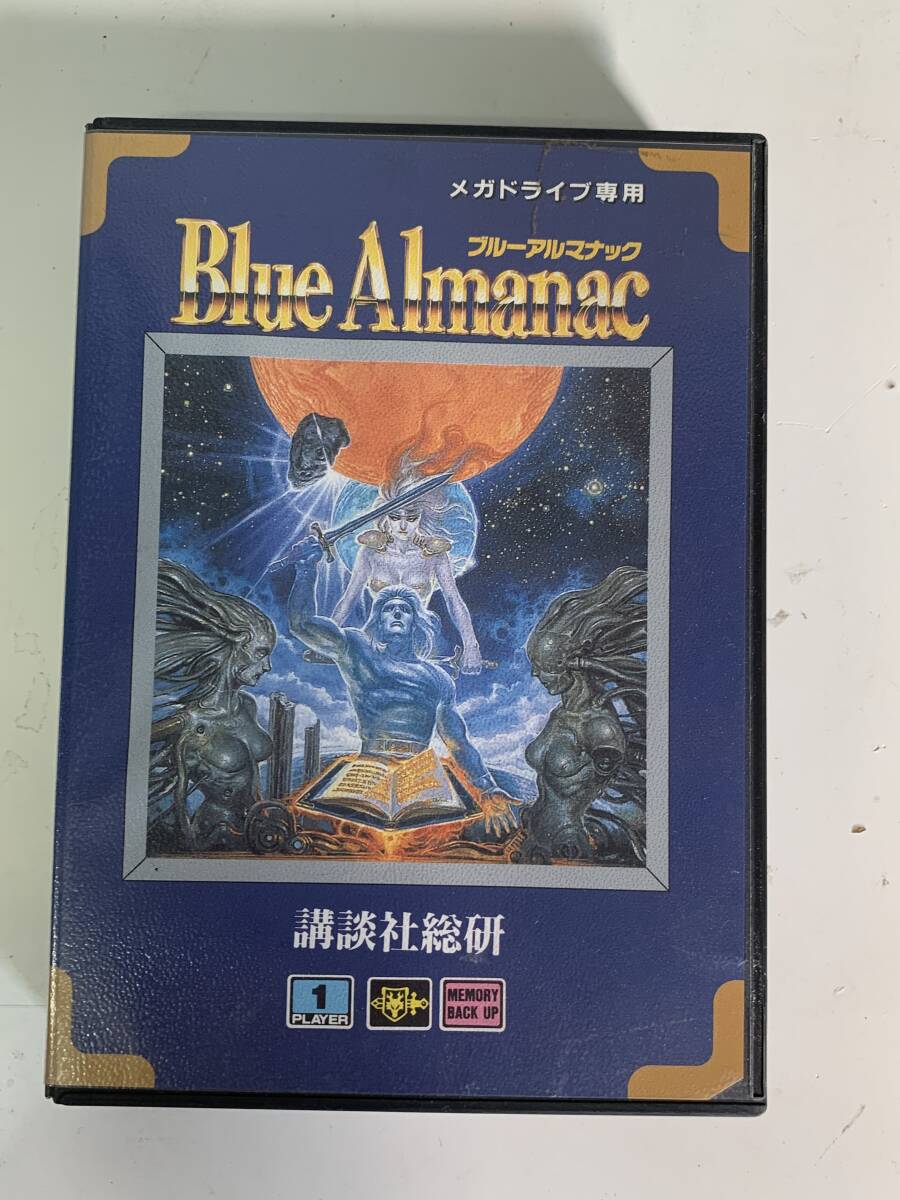 メガドライブ専用
ブルーアルマナック
Blue Almanac
講談社総研
1
PLAYER
MEMORY
BACK UP